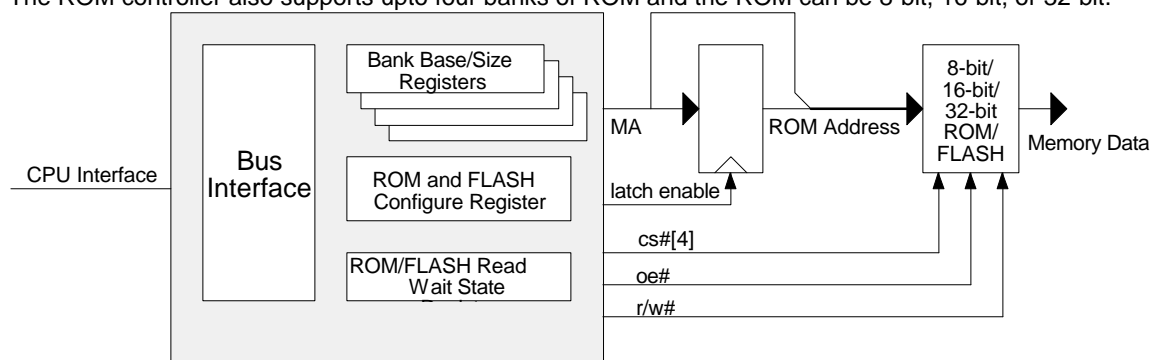 The ROM controller also supports upto four banks of ROM and the ROM can be 8-bit, 16-bit, or 32-bit.
Bank Base/Size
Registers
Bus
Interface
ROM and FLASH
Configure Register
ROM/FLASH Read
Wait State
CPU Interface
MA
ROM Address
8-bit/
16-bit/
32-bit
ROM/
FLASH
Memory Data
latch enable
cs#[4]
oe#
r/w#